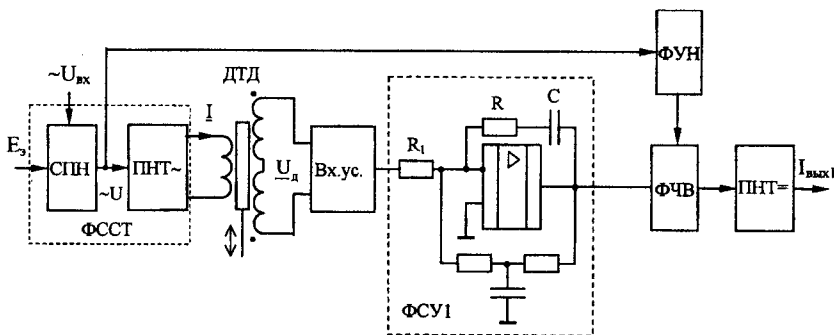 ДТД
ФУН
~Uвх
Eэ
СПН
ПНТ~
I
~U
ФССТ
Uд
Вх.ус.
R1
R
C
ФСУ1
ФЧВ
ПНТ=
Iвых1